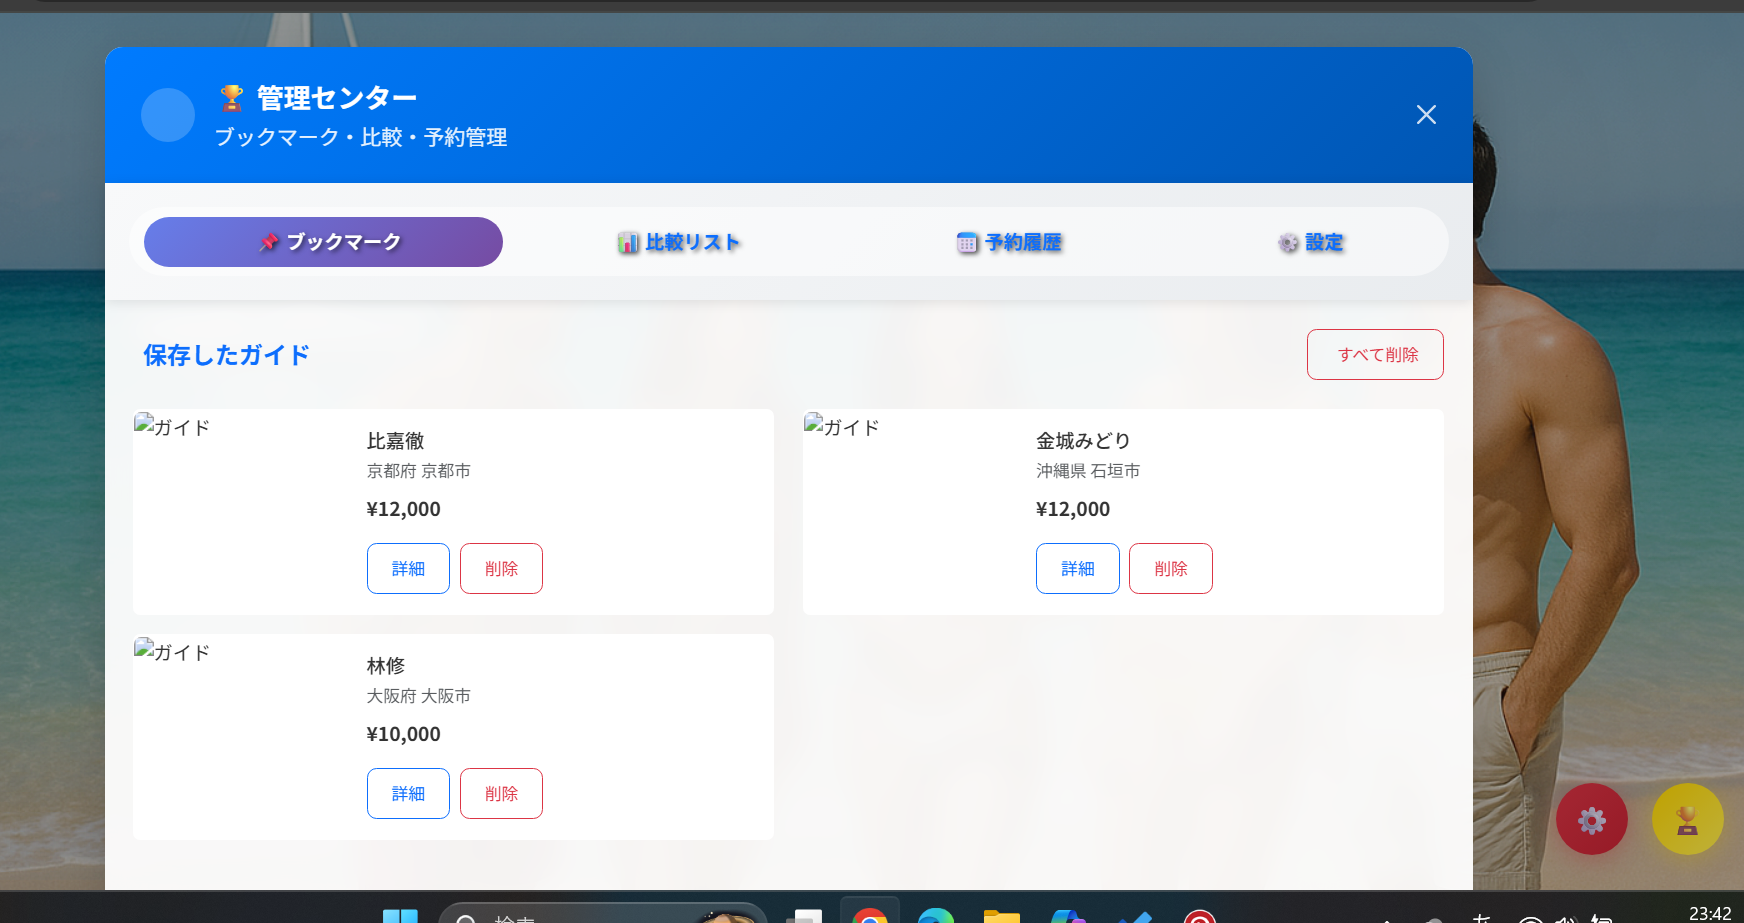 🏆 管理センター
ブックマーク・比較・予約管理
📌 ブックマーク
📊 比較リスト
📅 予約履歴
⚙️ 設定
保存したガイド
すべて削除
ガイド
比嘉徹
京都府 京都市
¥12,000
詳細
削除
ガイド
金城みどり
沖縄県 石垣市
¥12,000
詳細
削除
ガイド
林修
大阪府 大阪市
¥10,000
詳細
削除
検索
あ
23:42